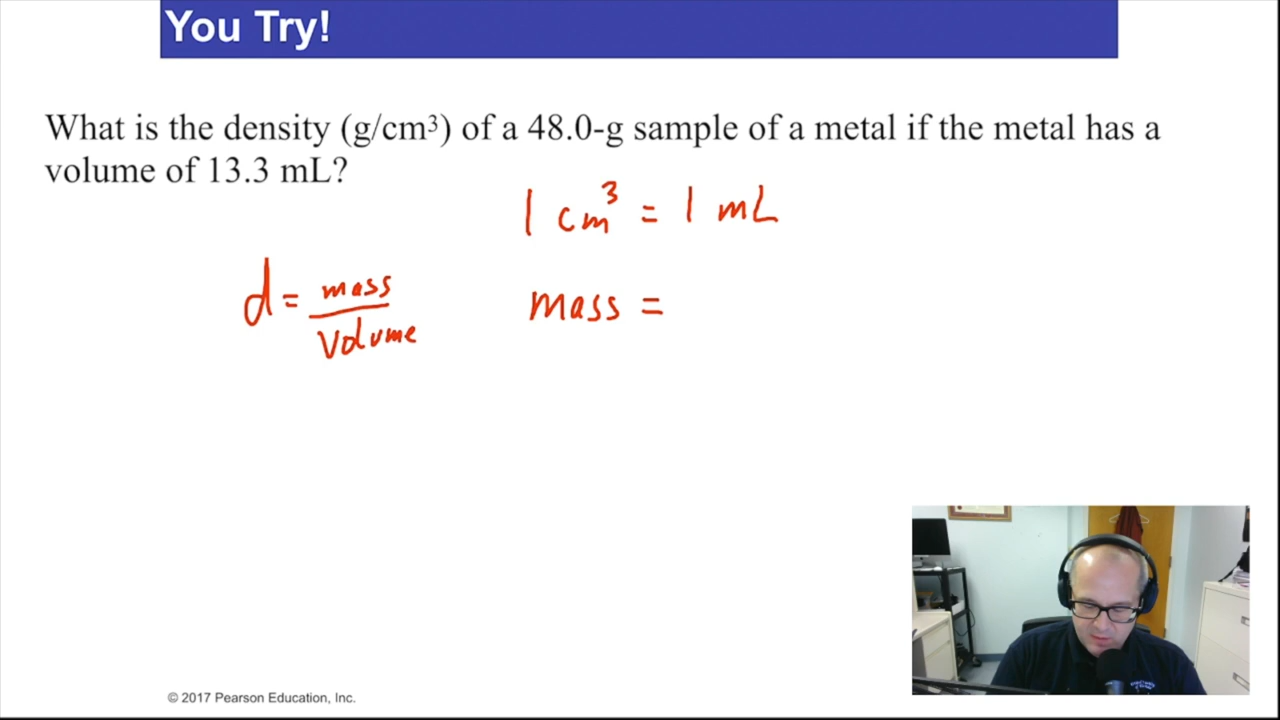 You Try!
What is the density (g/cm³) of a 48.0-g sample of a metal if the metal has a
volume of 13.3 mL?
1 cm³ = 1 mL
d = mass / volume
mass =
© 2017 Pearson Education, Inc.